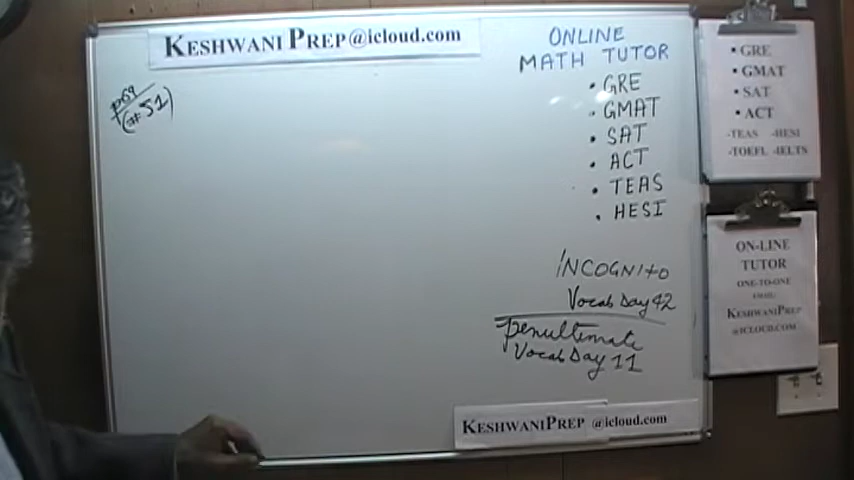 KESHWANI PREP@icloud.com
p59
(#51)
ONLINE
MATH TUTOR
• GRE
• GMAT
• SAT
• ACT
• TEAS
• HESI
INCOGNITO
Vocab Day 42
penultimate
Vocab Day 11
KESHWANIPREP @icloud.com
• GRE
• GMAT
• SAT
• ACT
-TEAS -HESI
-TOEFL -IELTS
ON-LINE
TUTOR
ONE-TO-ONE
EMAIL:
KESHWANIPREP
@ICLOUD.COM